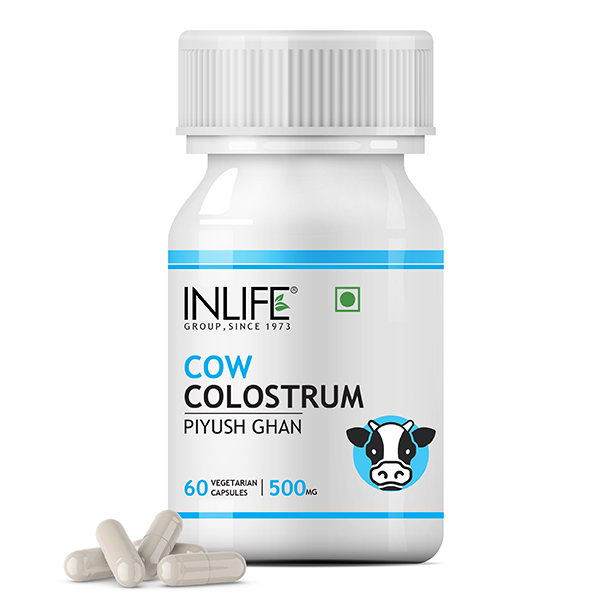 INLIFE®
GROUP, SINCE 1973
COW
COLOSTRUM
PIYUSH GHAN
60 VEGETARIAN CAPSULES | 500MG